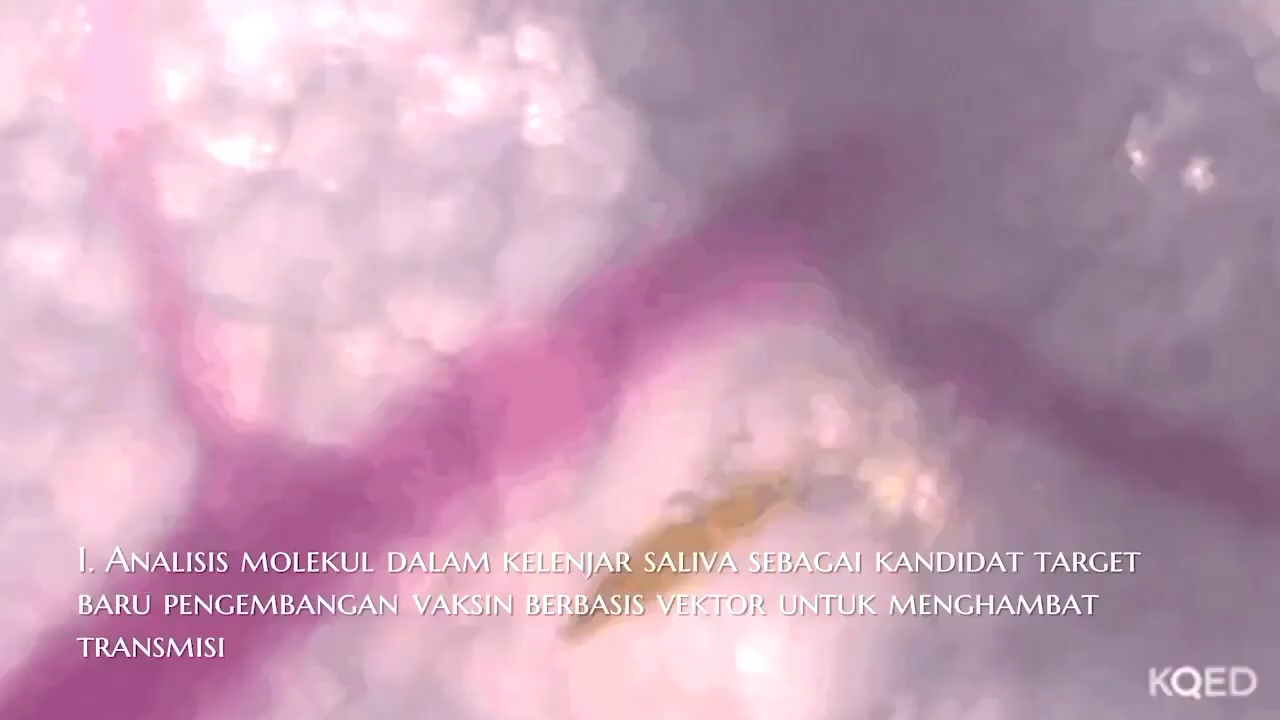 1. Analisis molekul dalam kelenjar saliva sebagai kandidat target
baru pengembangan vaksin berbasis vektor untuk menghambat
transmisi
KQED